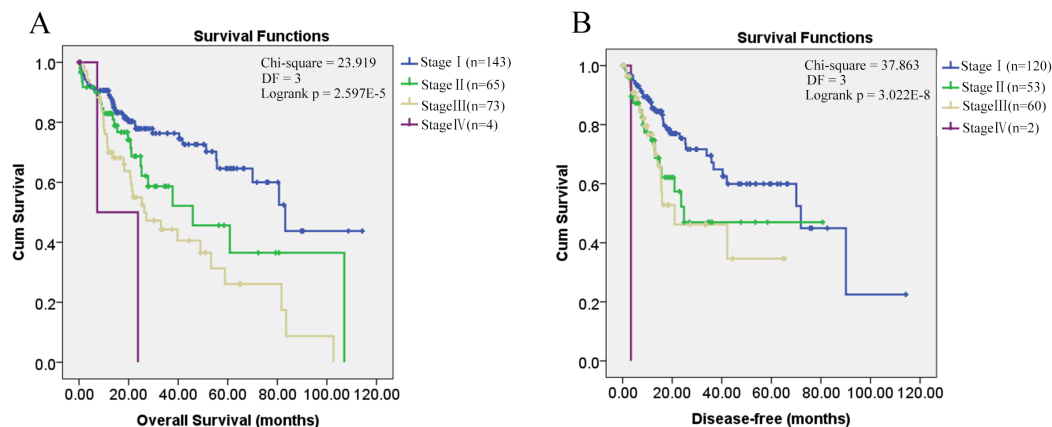 A
Survival Functions
Chi-square = 23.919
DF = 3
Logrank p = 2.597E-5
Stage I (n=143)
Stage II (n=65)
StageIII(n=73)
StageIV(n=4)
Cum Survival
1.0
0.8
0.6
0.4
0.2
0.0
0.00 20.00 40.00 60.00 80.00 100.00 120.00
Overall Survival (months)
B
Survival Functions
Chi-square = 37.863
DF = 3
Logrank p = 3.022E-8
Stage I (n=120)
Stage II (n=53)
StageIII(n=60)
StageIV(n=2)
Cum Survival
1.0
0.8
0.6
0.4
0.2
0.0
0.00 20.00 40.00 60.00 80.00 100.00 120.00
Disease-free (months)